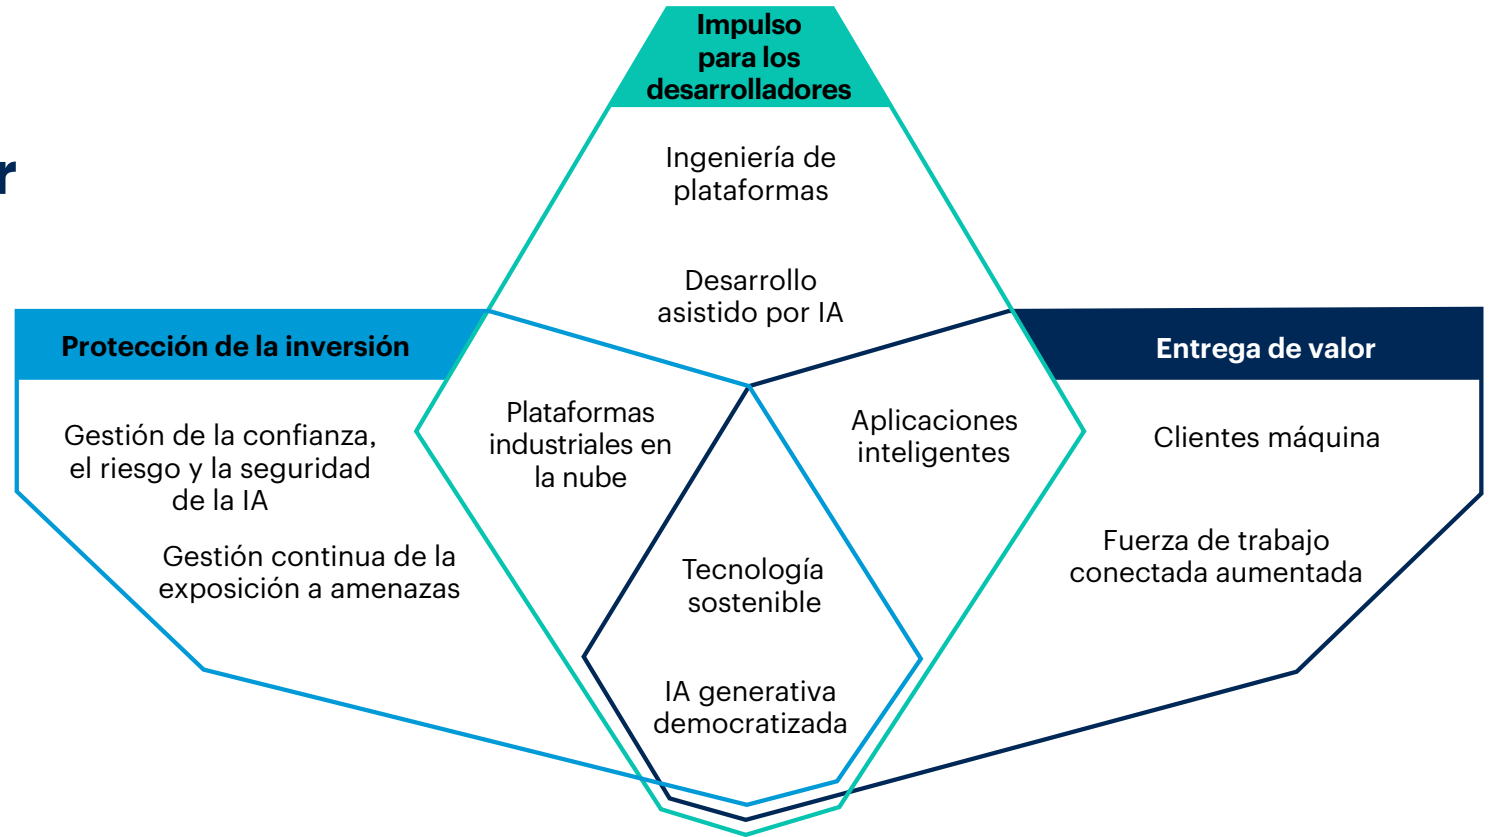 Impulso
para los
desarrolladores
r
Ingeniería de
plataformas
Desarrollo
asistido por IA
Protección de la inversión
Entrega de valor
Gestión de la confianza,
el riesgo y la seguridad
de la IA
Gestión continua de la
exposición a amenazas
Plataformas
industriales en
la nube
Aplicaciones
inteligentes
Clientes máquina
Fuerza de trabajo
conectada aumentada
Tecnología
sostenible
IA generativa
democratizada